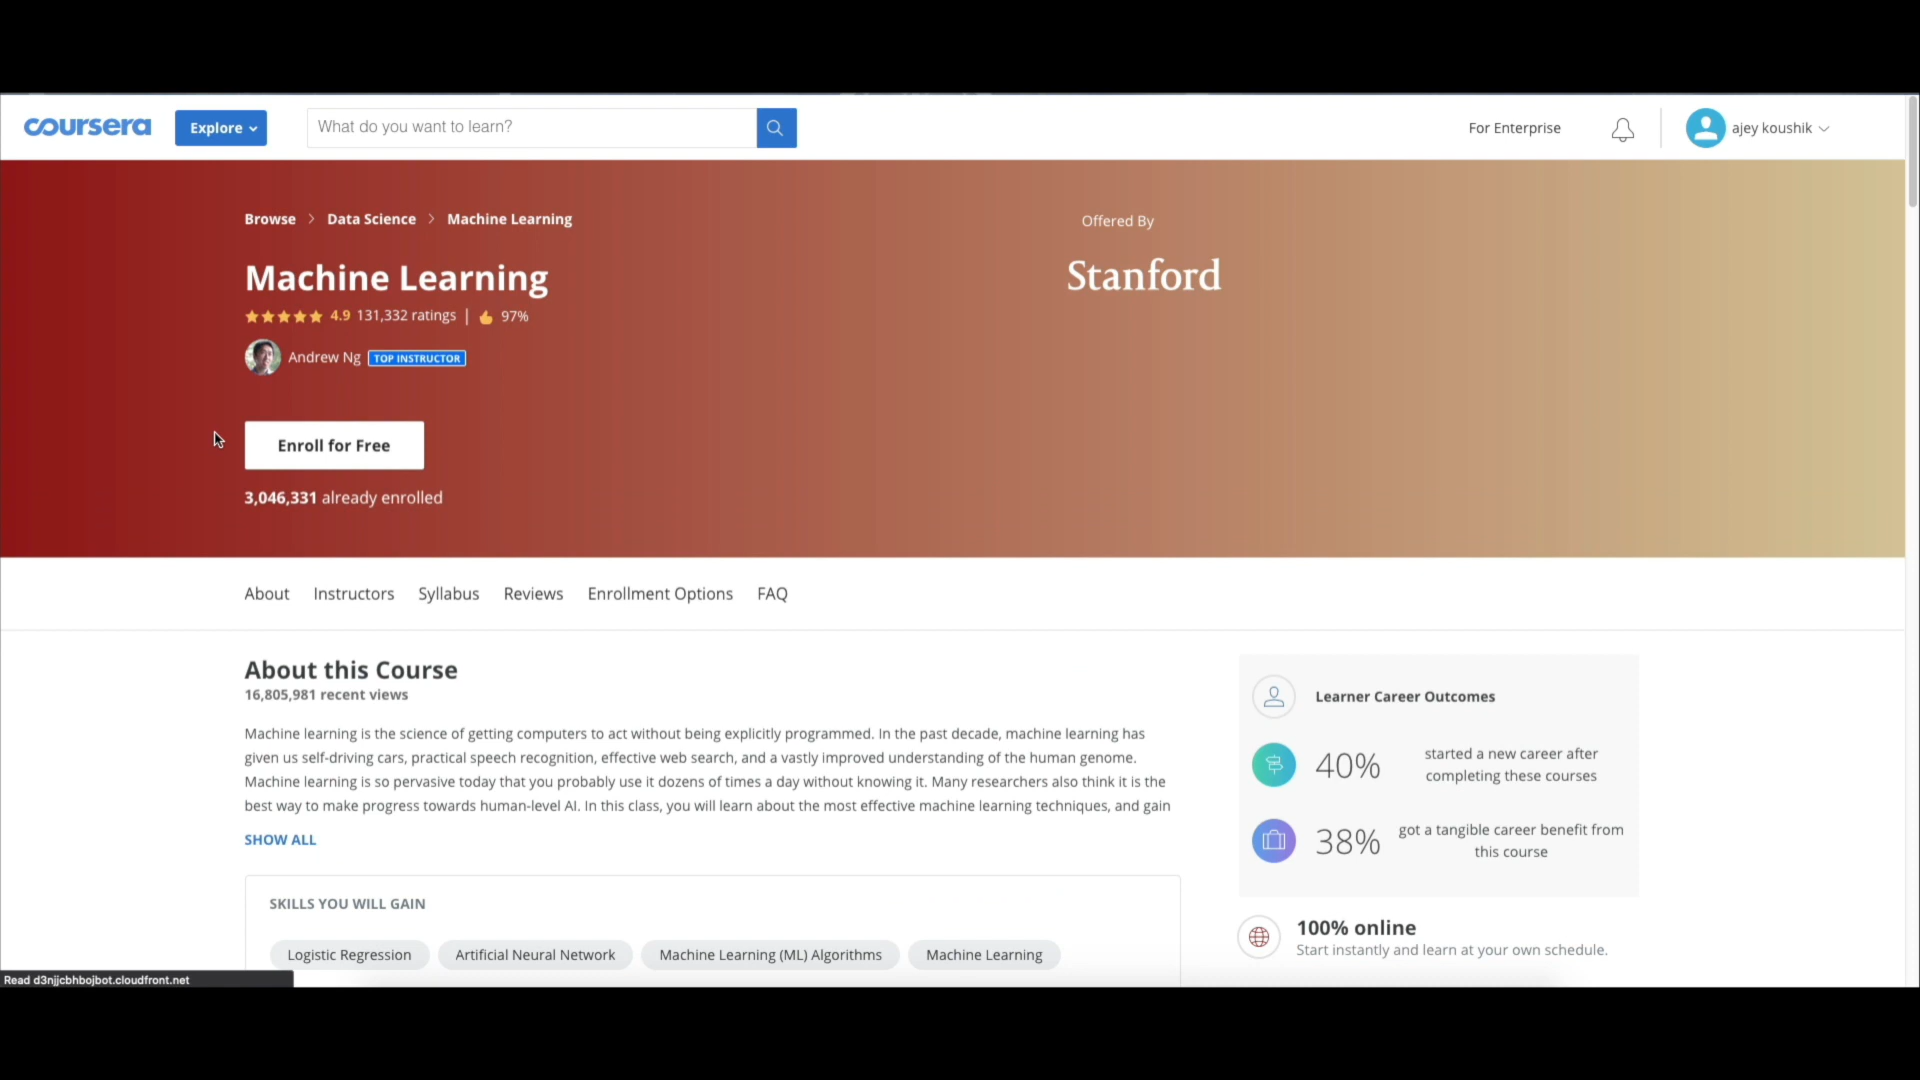 coursera Explore What do you want to learn? For Enterprise ajey koushik
Browse > Data Science > Machine Learning
Offered By
Machine Learning
Stanford
4.9 131,332 ratings | 97%
Andrew Ng TOP INSTRUCTOR
Enroll for Free
3,046,331 already enrolled
About Instructors Syllabus Reviews Enrollment Options FAQ
About this Course
16,805,981 recent views
Machine learning is the science of getting computers to act without being explicitly programmed. In the past decade, machine learning has
given us self-driving cars, practical speech recognition, effective web search, and a vastly improved understanding of the human genome.
Machine learning is so pervasive today that you probably use it dozens of times a day without knowing it. Many researchers also think it is the
best way to make progress towards human-level AI. In this class, you will learn about the most effective machine learning techniques, and gain
SHOW ALL
SKILLS YOU WILL GAIN
Logistic Regression Artificial Neural Network Machine Learning (ML) Algorithms Machine Learning
Learner Career Outcomes
40% started a new career after
completing these courses
38% got a tangible career benefit from
this course
100% online
Start instantly and learn at your own schedule.
Read d3njjcbhbojbot.cloudfront.net